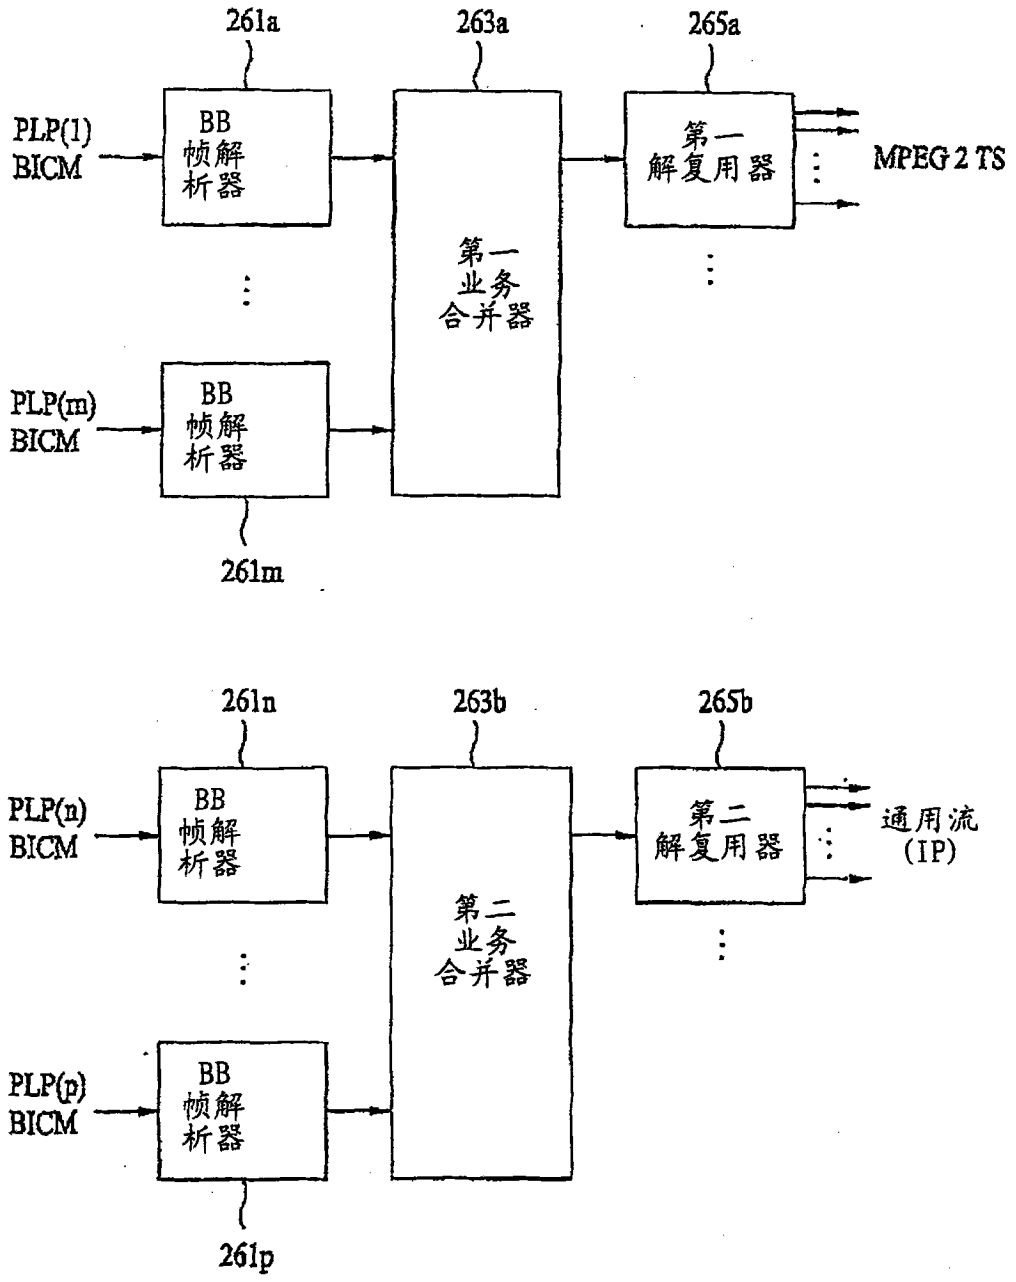 261a
263a
265a
PLP(1)
BICM
BB
帧解
析器
第一
业务
合并器
第一
解复用器
MPEG 2 TS
PLP(m)
BICM
BB
帧解
析器
261m
261n
263b
265b
PLP(n)
BICM
BB
帧解
析器
第二
业务
合并器
第二
解复用器
通用流
(IP)
PLP(p)
BICM
BB
帧解
析器
261p